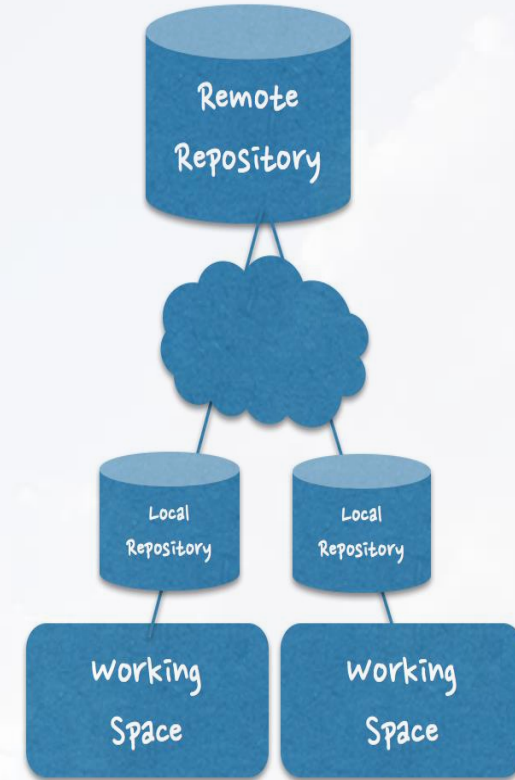 Remote
Repository
Local
Repository
Local
Repository
Working
Space
Working
Space